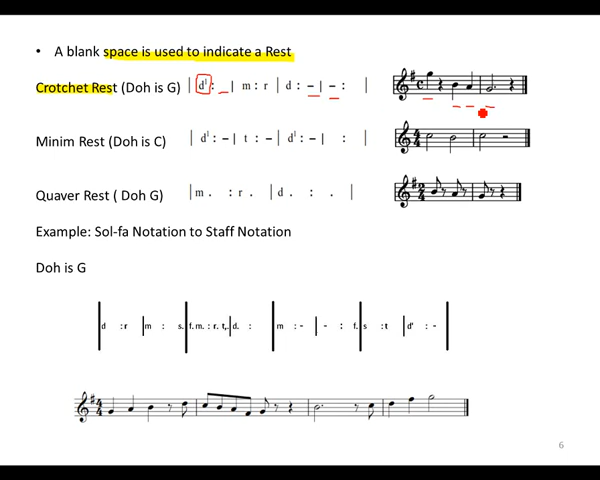 • A blank space is used to indicate a Rest
Crotchet Rest (Doh is G) | d| : | m : r | d : – | – : |
Minim Rest (Doh is C) | d| : – | t : – | d| : – | : |
Quaver Rest ( Doh G) | m . : r . | d . : . |
Example: Sol-fa Notation to Staff Notation
Doh is G
| d : r | m : s. | f. m. : r. t,. | d. : | m : - | - : f. | s : t | d' : - |
6